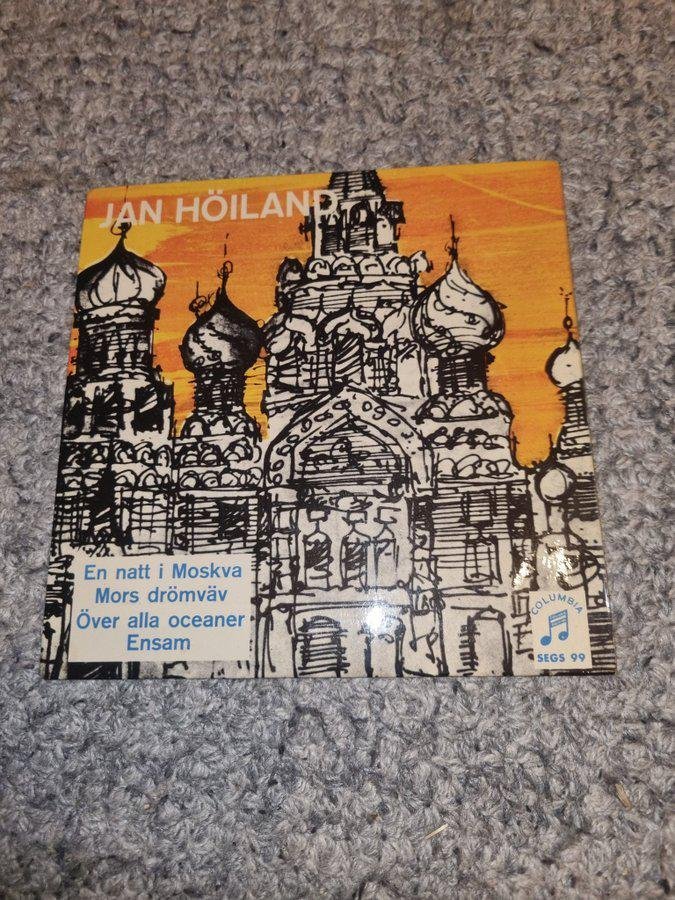 JAN HÖILAND
En natt i Moskva
Mors drömväv
Över alla oceaner
Ensam
COLUMBIA
SEGS 99